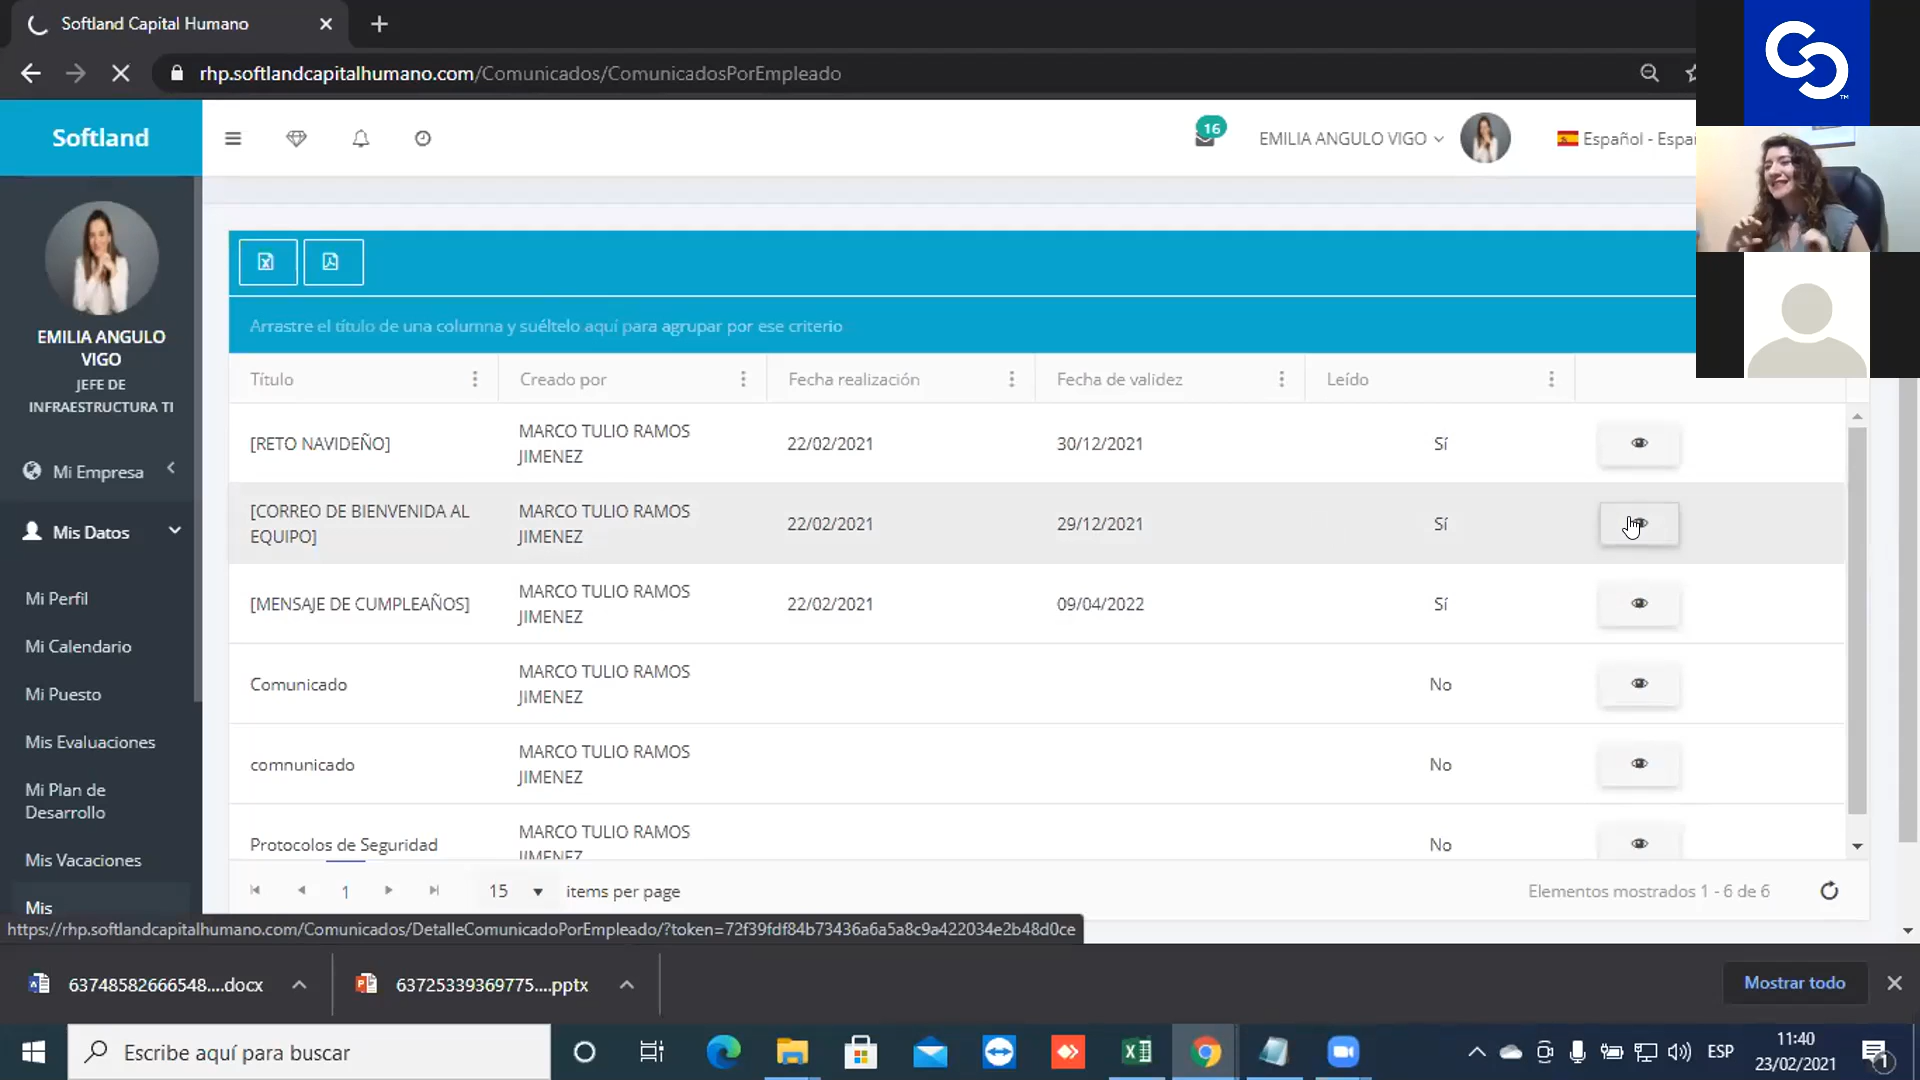 Softland Capital Humano
rhp.softlandcapitalhumano.com/Comunicados/ComunicadosPorEmpleado
Softland
16
EMILIA ANGULO VIGO
Español - Espa
TM
EMILIA ANGULO
VIGO
JEFE DE
INFRAESTRUCTURA TI
Mi Empresa
Mis Datos
Mi Perfil
Mi Calendario
Mi Puesto
Mis Evaluaciones
Mi Plan de
Desarrollo
Mis Vacaciones
Mis
Arrastre el título de una columna y suéltelo aquí para agrupar por ese criterio
Título Creado por Fecha realización Fecha de validez Leído
[RETO NAVIDEÑO] MARCO TULIO RAMOS JIMENEZ 22/02/2021 30/12/2021 Sí
[CORREO DE BIENVENIDA AL EQUIPO] MARCO TULIO RAMOS JIMENEZ 22/02/2021 29/12/2021 Sí
[MENSAJE DE CUMPLEAÑOS] MARCO TULIO RAMOS JIMENEZ 22/02/2021 09/04/2022 Sí
Comunicado MARCO TULIO RAMOS JIMENEZ No
comnunicado MARCO TULIO RAMOS JIMENEZ No
Protocolos de Seguridad MARCO TULIO RAMOS JIMENEZ No
1 15 items per page Elementos mostrados 1 - 6 de 6
https://rhp.softlandcapitalhumano.com/Comunicados/DetalleComunicadoPorEmpleado/?token=72f39fdf84b73436a6a5a8c9a422034e2b48d0ce
63748582666548....docx
63725339369775....pptx
Mostrar todo
Escribe aquí para buscar
ESP
11:40
23/02/2021
1